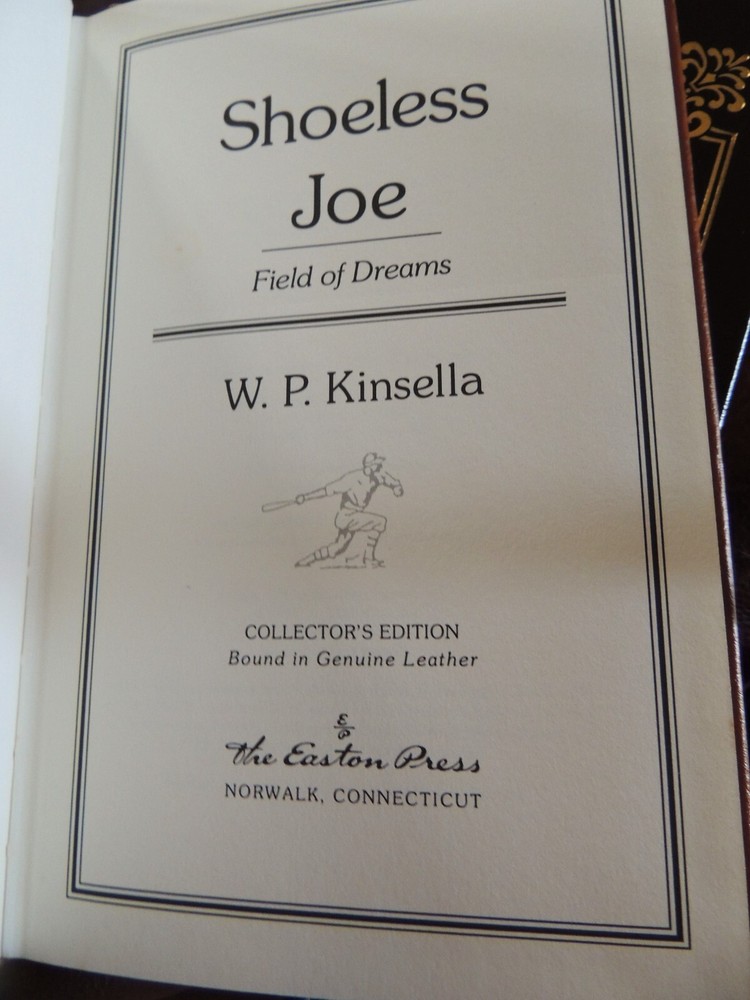 Shoeless
Joe
Field of Dreams
W. P. Kinsella
COLLECTOR'S EDITION
Bound in Genuine Leather
E
P
The Easton Press
NORWALK, CONNECTICUT